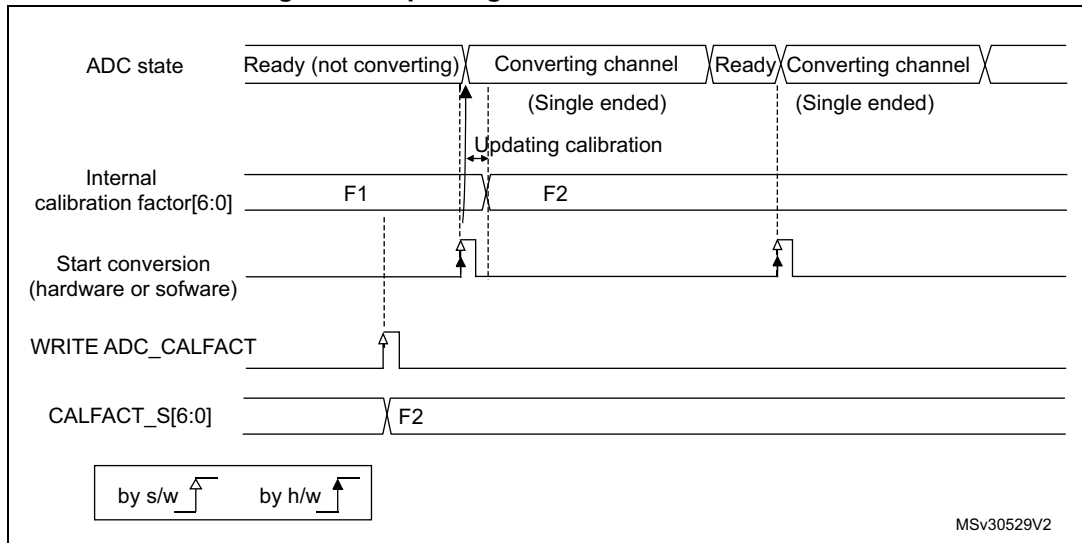 ADC state
Ready (not converting)
Converting channel
Ready
Converting channel
(Single ended)
(Single ended)
Updating calibration
Internal
calibration factor[6:0]
F1
F2
Start conversion
(hardware or sofware)
WRITE ADC_CALFACT
CALFACT_S[6:0]
F2
by s/w
by h/w
MSv30529V2